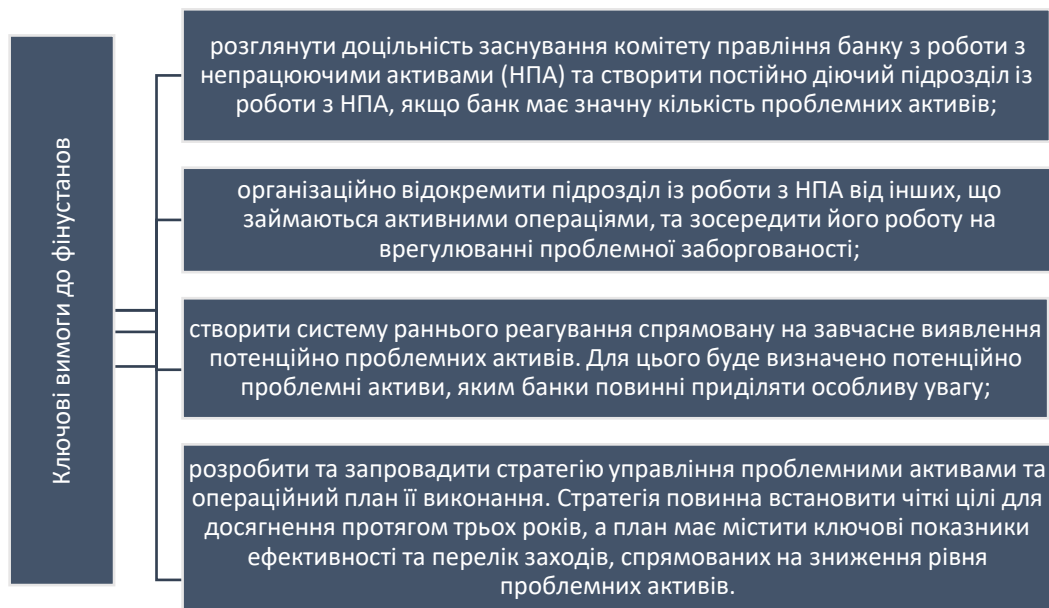 Ключові вимоги до фінустанов
розглянути доцільність заснування комітету правління банку з роботи з
непрацюючими активами (НПА) та створити постійно діючий підрозділ із
роботи з НПА, якщо банк має значну кількість проблемних активів;
організаційно відокремити підрозділ із роботи з НПА від інших, що
займаються активними операціями, та зосередити його роботу на
врегулюванні проблемної заборгованості;
створити систему раннього реагування спрямовану на завчасне виявлення
потенційно проблемних активів. Для цього буде визначено потенційно
проблемні активи, яким банки повинні приділяти особливу увагу;
розробити та запровадити стратегію управління проблемними активами та
операційний план її виконання. Стратегія повинна встановити чіткі цілі для
досягнення протягом трьох років, а план має містити ключові показники
ефективності та перелік заходів, спрямованих на зниження рівня
проблемних активів.